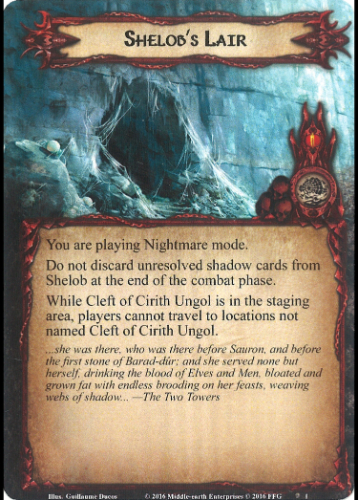 Shelob's Lair
You are playing Nightmare mode.
Do not discard unresolved shadow cards from
Shelob at the end of the combat phase.
While Cleft of Cirith Ungol is in the staging
area, players cannot travel to locations not
named Cleft of Cirith Ungol.
...she was there, who was there before Sauron, and before
the first stone of Barad-dûr; and she served none but
herself, drinking the blood of Elves and Men, bloated and
grown fat with endless brooding on her feasts, weaving
webs of shadow... —The Two Towers
Illus. Guillaume Ducos © 2016 Middle-earth Enterprises © 2016 FFG 1